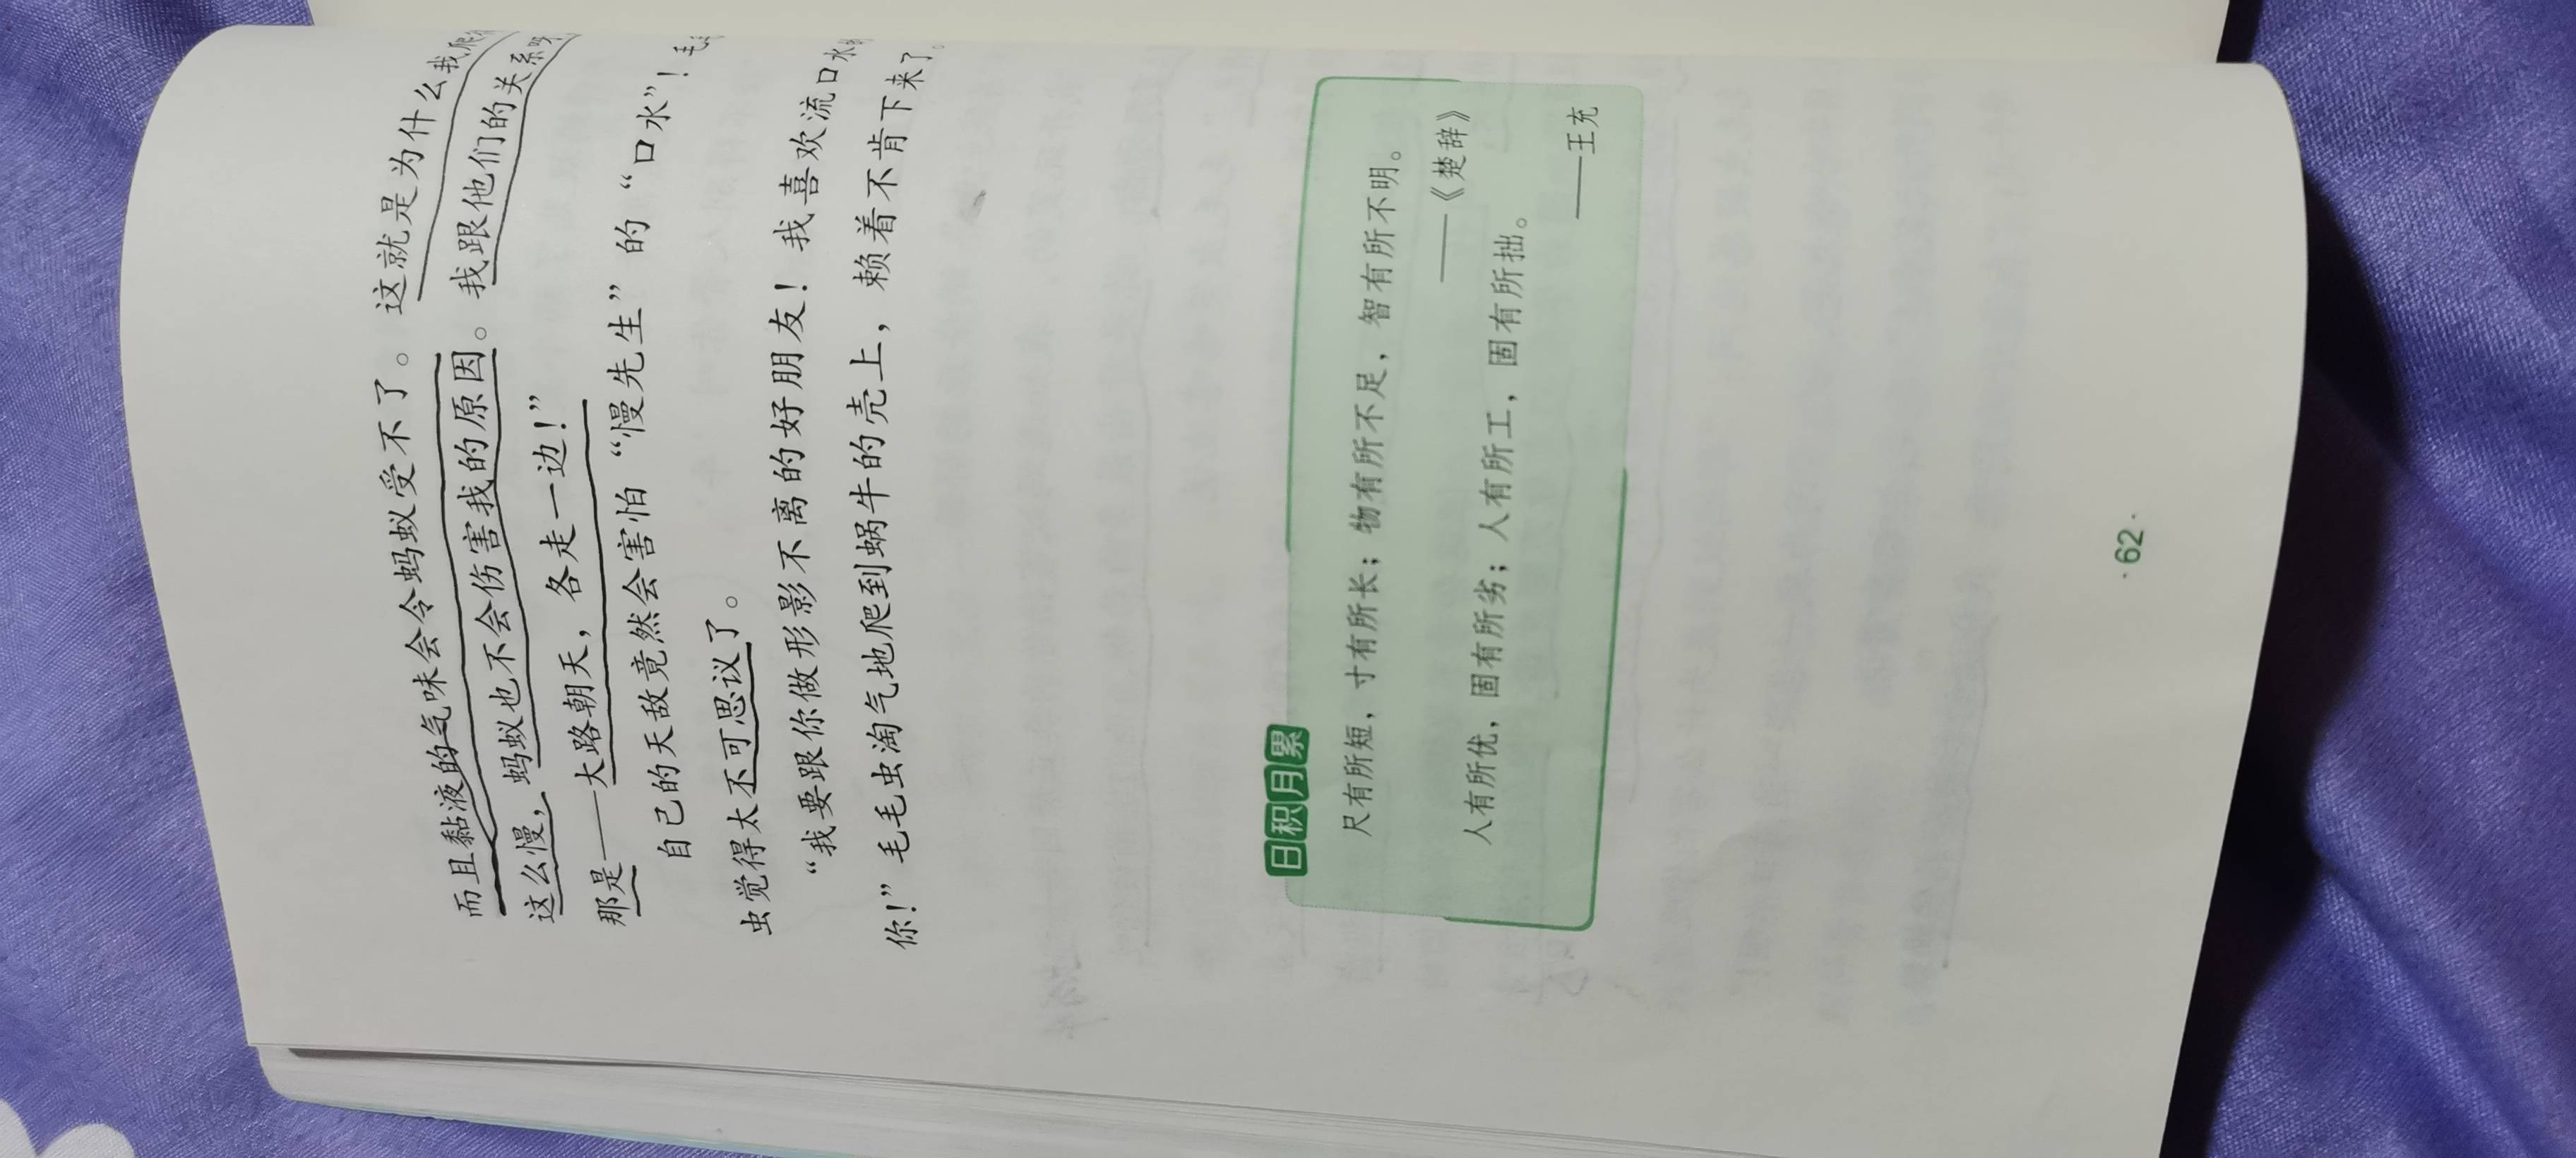 而且黏液的气味会令蚂蚁受不了。这就是为什么我爬
这么慢，蚂蚁也不会伤害我的原因。我跟他们的关系呀
那是——大路朝天，各走一边！”
自己的天敌竟然会害怕“慢先生”的“口水”！毛
虫觉得太不可思议了。
“我要跟你做形影不离的好朋友！我喜欢流口水
你！”毛毛虫淘气地爬到蜗牛的壳上，赖着不肯下来了。
日积月累
尺有所短，寸有所长；物有所不足，智有所不明。
——《楚辞》
人有所优，固有所劣；人有所工，固有所拙。
——王充
·62·